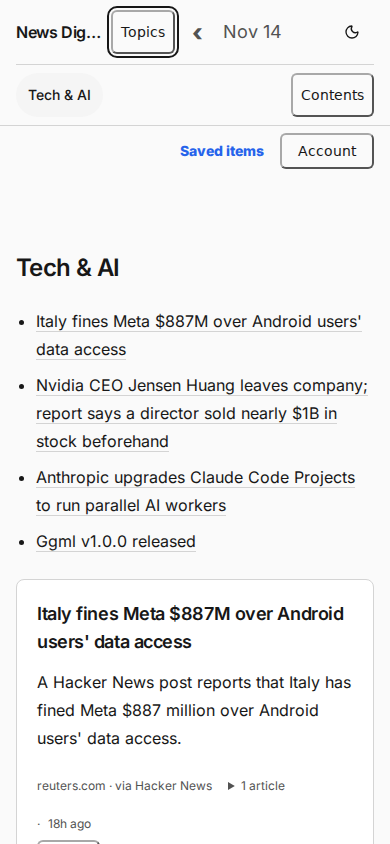 News Dig...
Topics
‹
Nov 14
Tech & AI
Contents
Saved items
Account
Tech & AI
• Italy fines Meta $887M over Android users'
data access
• Nvidia CEO Jensen Huang leaves company;
report says a director sold nearly $1B in
stock beforehand
• Anthropic upgrades Claude Code Projects
to run parallel AI workers
• Ggml v1.0.0 released
Italy fines Meta $887M over Android
users' data access
A Hacker News post reports that Italy has
fined Meta $887 million over Android
users' data access.
reuters.com · via Hacker News ▶ 1 article
· 18h ago